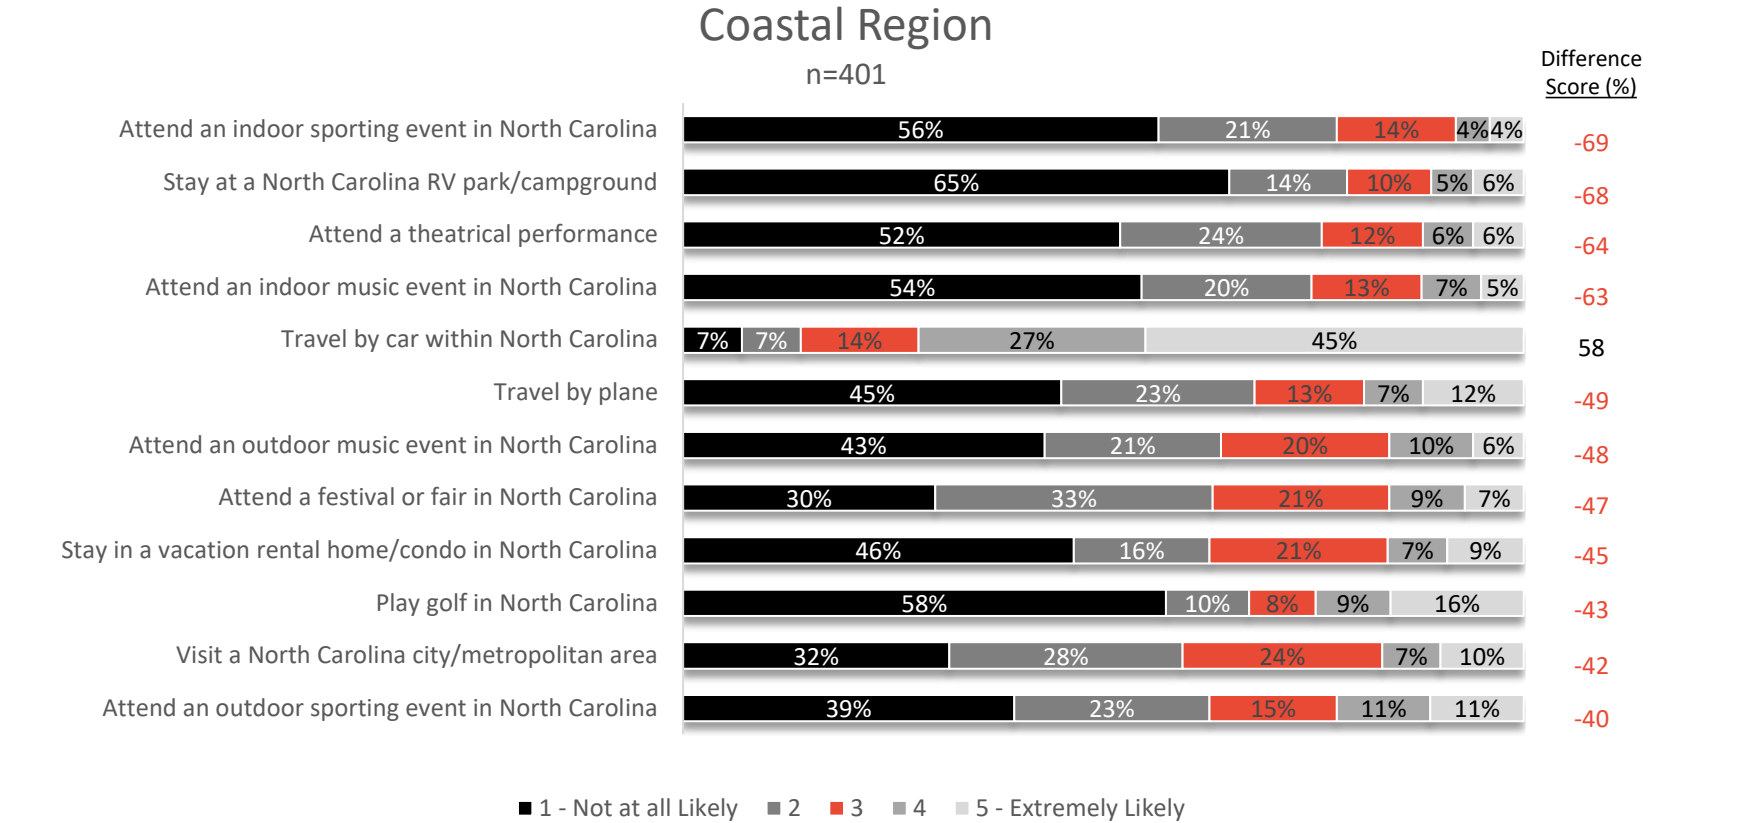 Coastal Region
n=401
Difference
Score (%)
Attend an indoor sporting event in North Carolina 56% 21% 14% 4% 4% -69
Stay at a North Carolina RV park/campground 65% 14% 10% 5% 6% -68
Attend a theatrical performance 52% 24% 12% 6% 6% -64
Attend an indoor music event in North Carolina 54% 20% 13% 7% 5% -63
Travel by car within North Carolina 7% 7% 14% 27% 45% 58
Travel by plane 45% 23% 13% 7% 12% -49
Attend an outdoor music event in North Carolina 43% 21% 20% 10% 6% -48
Attend a festival or fair in North Carolina 30% 33% 21% 9% 7% -47
Stay in a vacation rental home/condo in North Carolina 46% 16% 21% 7% 9% -45
Play golf in North Carolina 58% 10% 8% 9% 16% -43
Visit a North Carolina city/metropolitan area 32% 28% 24% 7% 10% -42
Attend an outdoor sporting event in North Carolina 39% 23% 15% 11% 11% -40
1 - Not at all Likely 2 3 4 5 - Extremely Likely